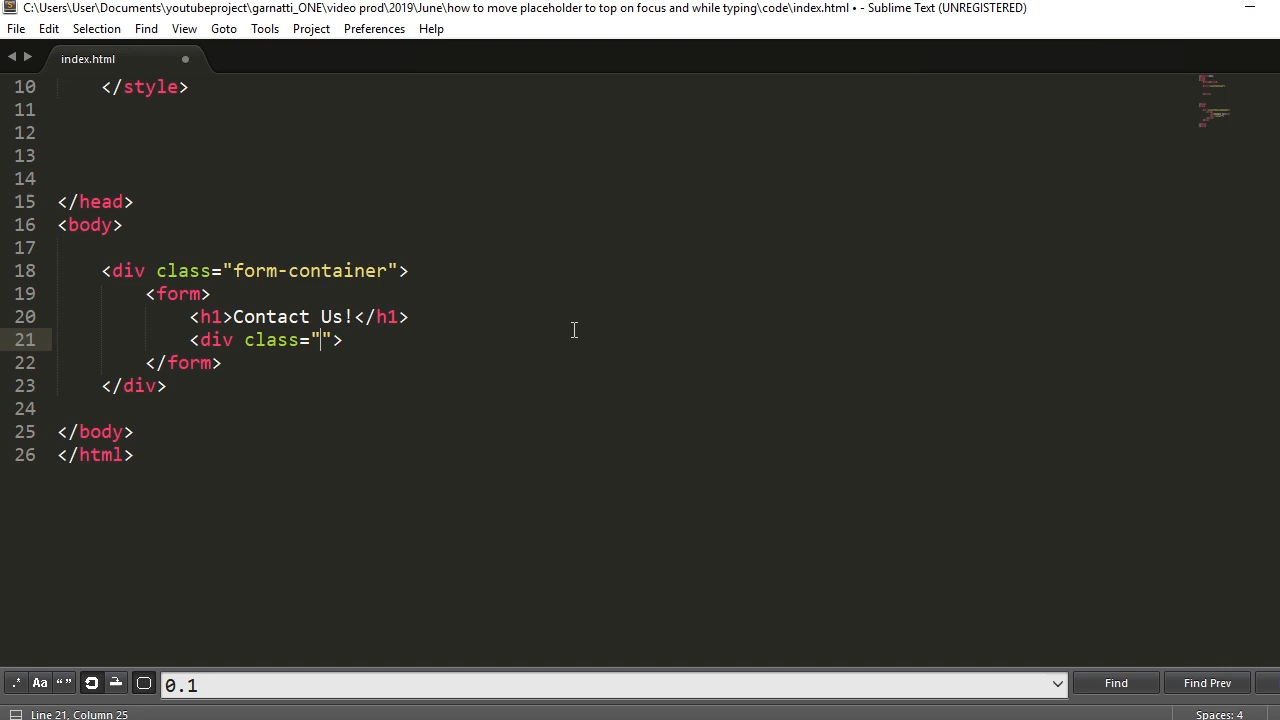 C:\Users\User\Documents\youtubeproject\garnatti_ONE\video prod\2019\June\how to move placeholder to top on focus and while typing\code\index.html • - Sublime Text (UNREGISTERED)
File Edit Selection Find View Goto Tools Project Preferences Help
index.html
10 </style>
11
12
13
14
15 </head>
16 <body>
17
18 <div class="form-container">
19 <form>
20 <h1>Contact Us!</h1>
21 <div class="">
22 </form>
23 </div>
24
25 </body>
26 </html>
.* Aa “ ” 0.1 Find Find Prev
Line 21, Column 25 Spaces: 4